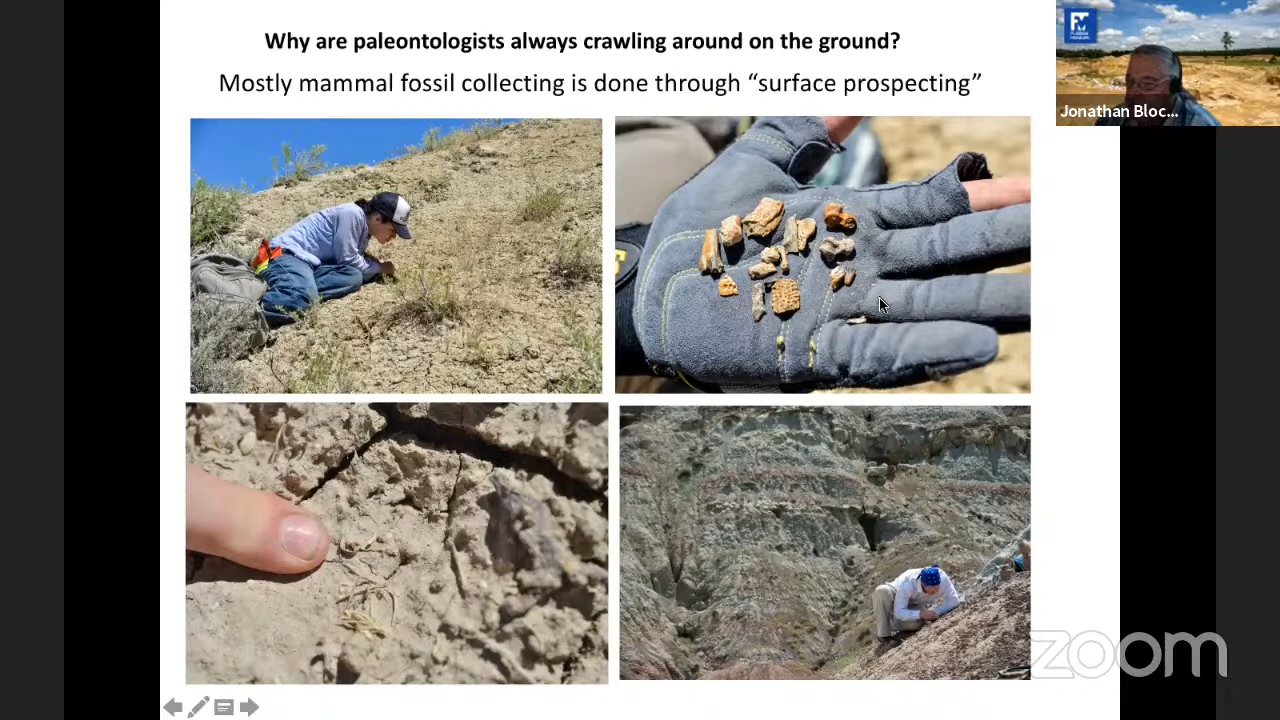 Why are paleontologists always crawling around on the ground?
Mostly mammal fossil collecting is done through “surface prospecting”
Jonathan Bloc...
zoom